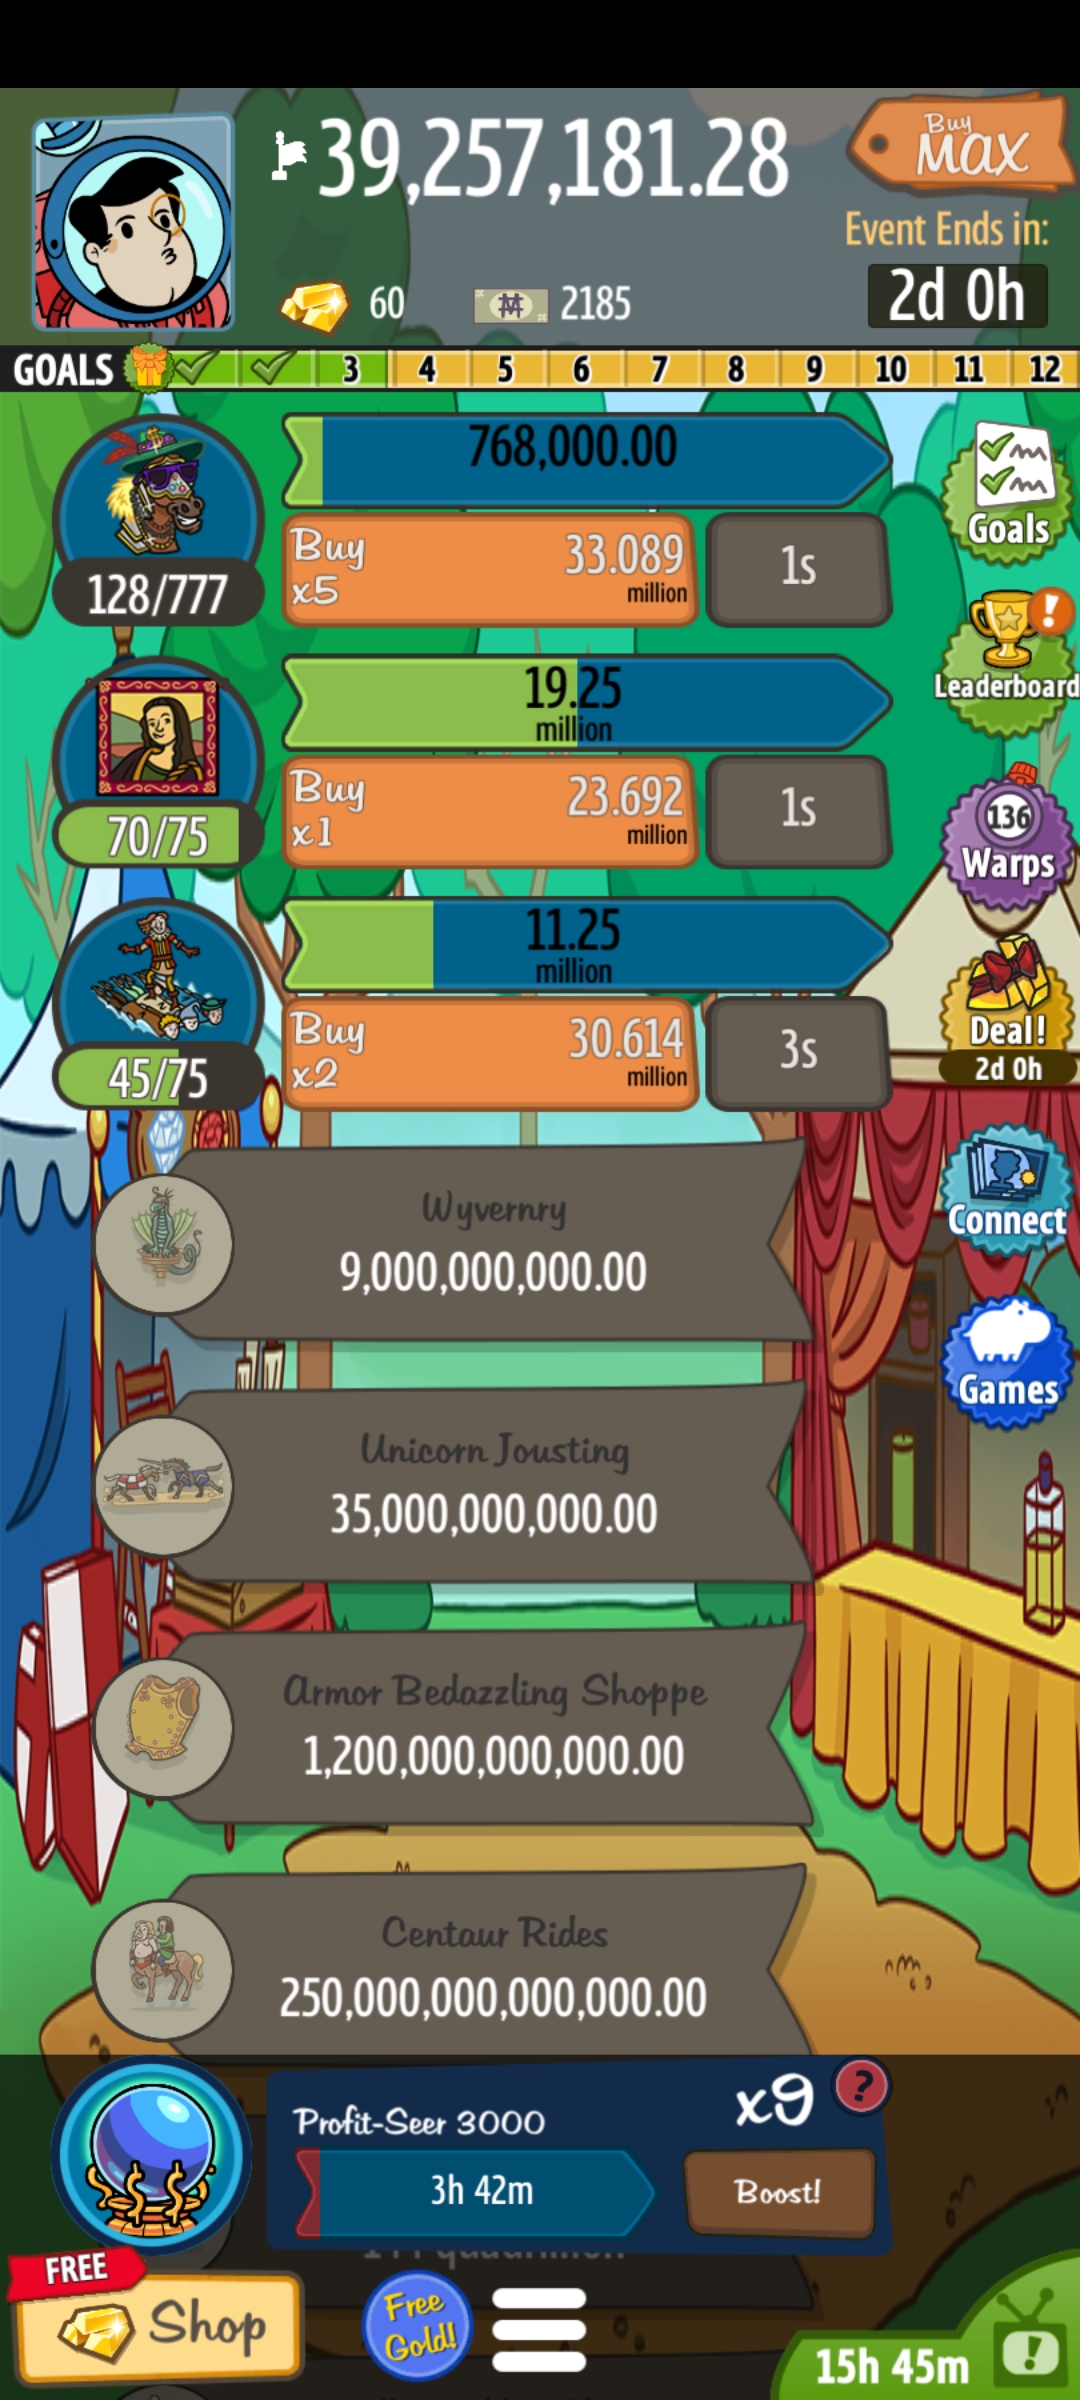 39,257,181.28
Buy
MAX
Event Ends in:
60
2185
2d 0h
GOALS
3
4
5
6
7
8
9
10
11
12
768,000.00
Buy
x5
33.089
million
1s
128/777
Goals
19.25
million
Buy
x1
23.692
million
1s
70/75
Leaderboard
136
Warps
11.25
million
Buy
x2
30.614
million
3s
45/75
Deal!
2d 0h
Wyvernry
9,000,000,000.00
Connect
Games
Unicorn Jousting
35,000,000,000.00
Armor Bedazzling Shoppe
1,200,000,000,000.00
Centaur Rides
250,000,000,000,000.00
Profit-Seer 3000
x9
?
3h 42m
Boost!
FREE
Shop
Free
Gold!
15h 45m